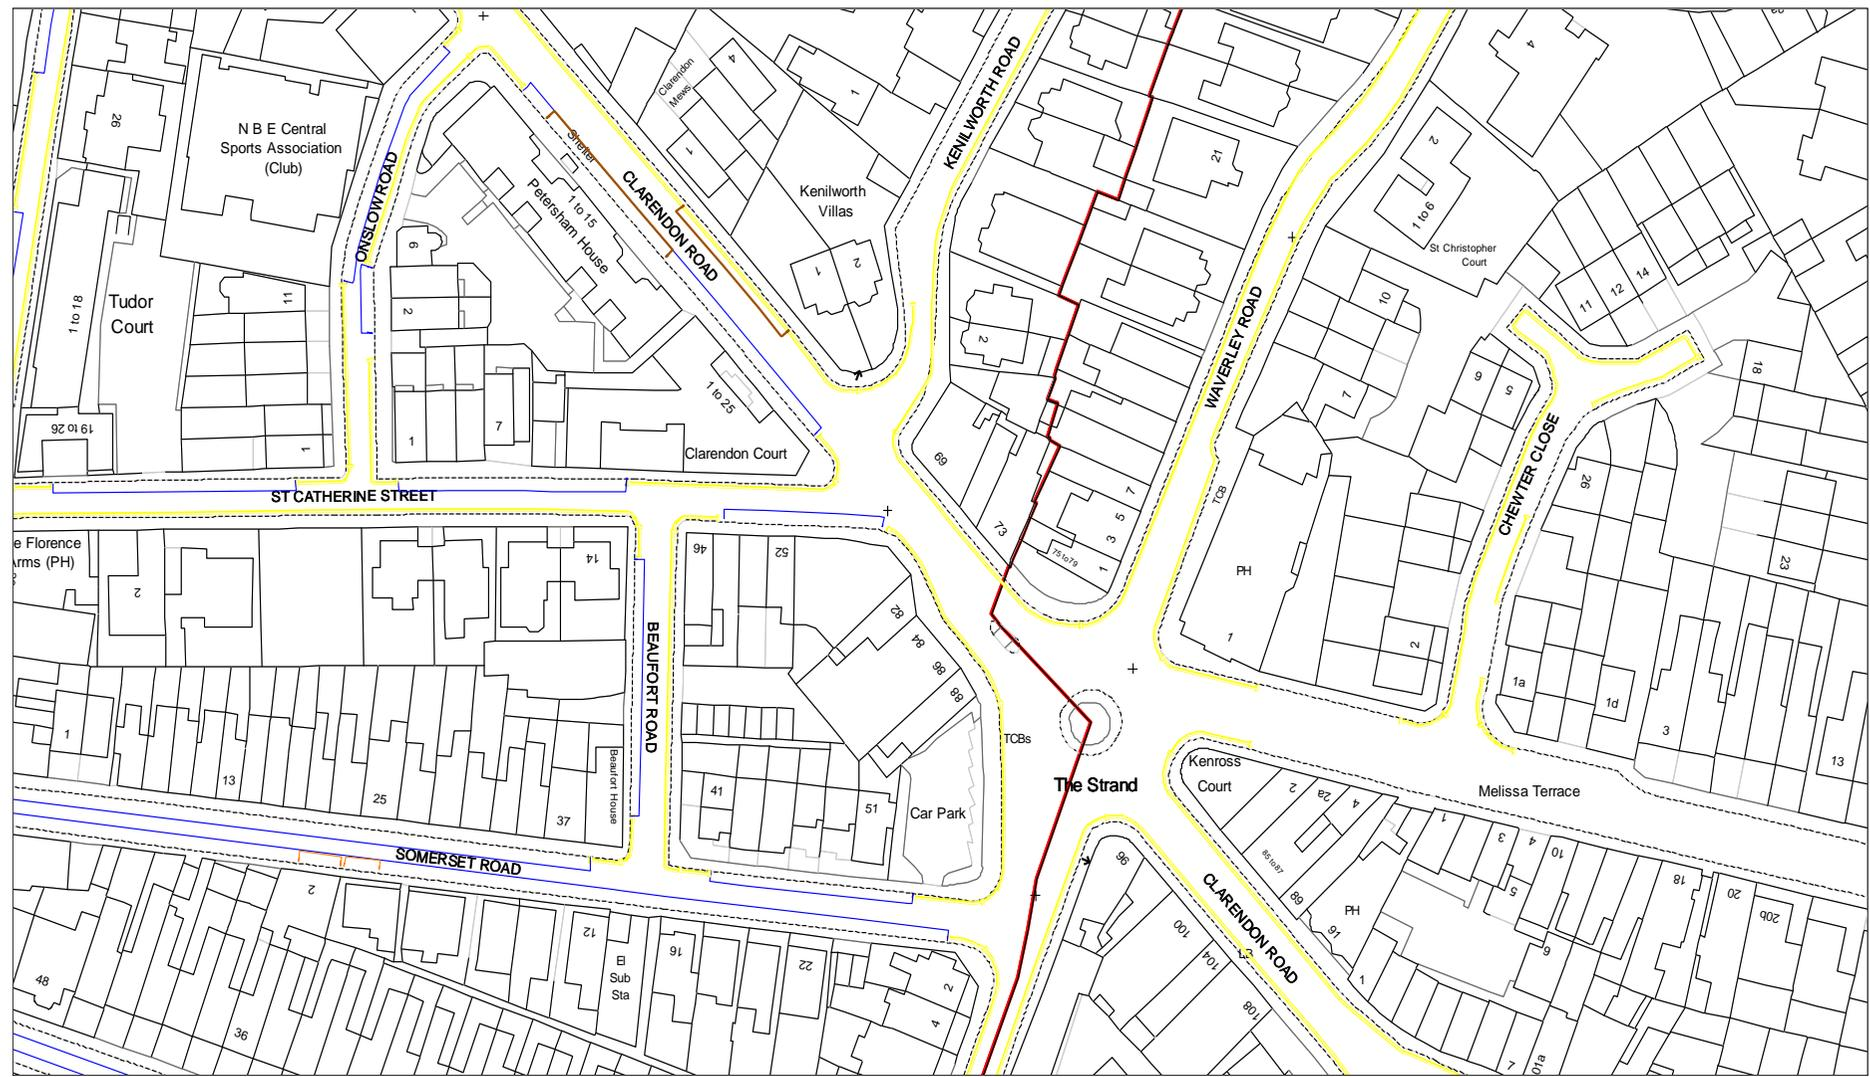 4
Clarendon
Mews
1
4
KENILWORTH ROAD
26
N B E Central
Sports Association
(Club)
Shelter
1
21
2
1 to 6
St Christopher
Court
ONSLOW ROAD
CLARENDON ROAD
1 to 15
Petersham House
Kenilworth
Villas
1
2
6
2
1 to 18
Tudor
Court
11
10
11
12
14
WAVERLEY ROAD
2
7
6
5
18
1 to 25
19 to 26
1
1
7
Clarendon Court
69
73
7
5
3
1
75 to 79
TCB
CHEWTER CLOSE
26
23
ST CATHERINE STREET
e Florence
Arms (PH)
2
14
46
52
PH
1
2
BEAUFORT ROAD
82
84
86
88
1a
1d
3
13
1
13
25
37
Beaufort House
41
51
Car Park
TCBs
The Strand
Kenross
Court
2
2a
4
Melissa Terrace
SOMERSET ROAD
96
85 to 87
89
PH
91
1
3
4
10
5
18
20
20b
CLARENDON ROAD
2
12
El
Sub
Sta
16
22
2
4
100
104
LB
108
1
9
7
01a
48
36